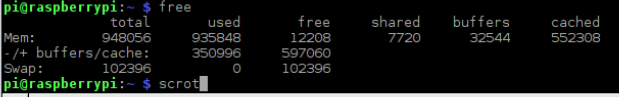 pi@raspberrypi:~ $ free
             total       used       free     shared    buffers     cached
Mem:        948056     935848      12208       7720      32544     552308
-/+ buffers/cache:     350996     597060
Swap:       102396          0     102396
pi@raspberrypi:~ $ scrot